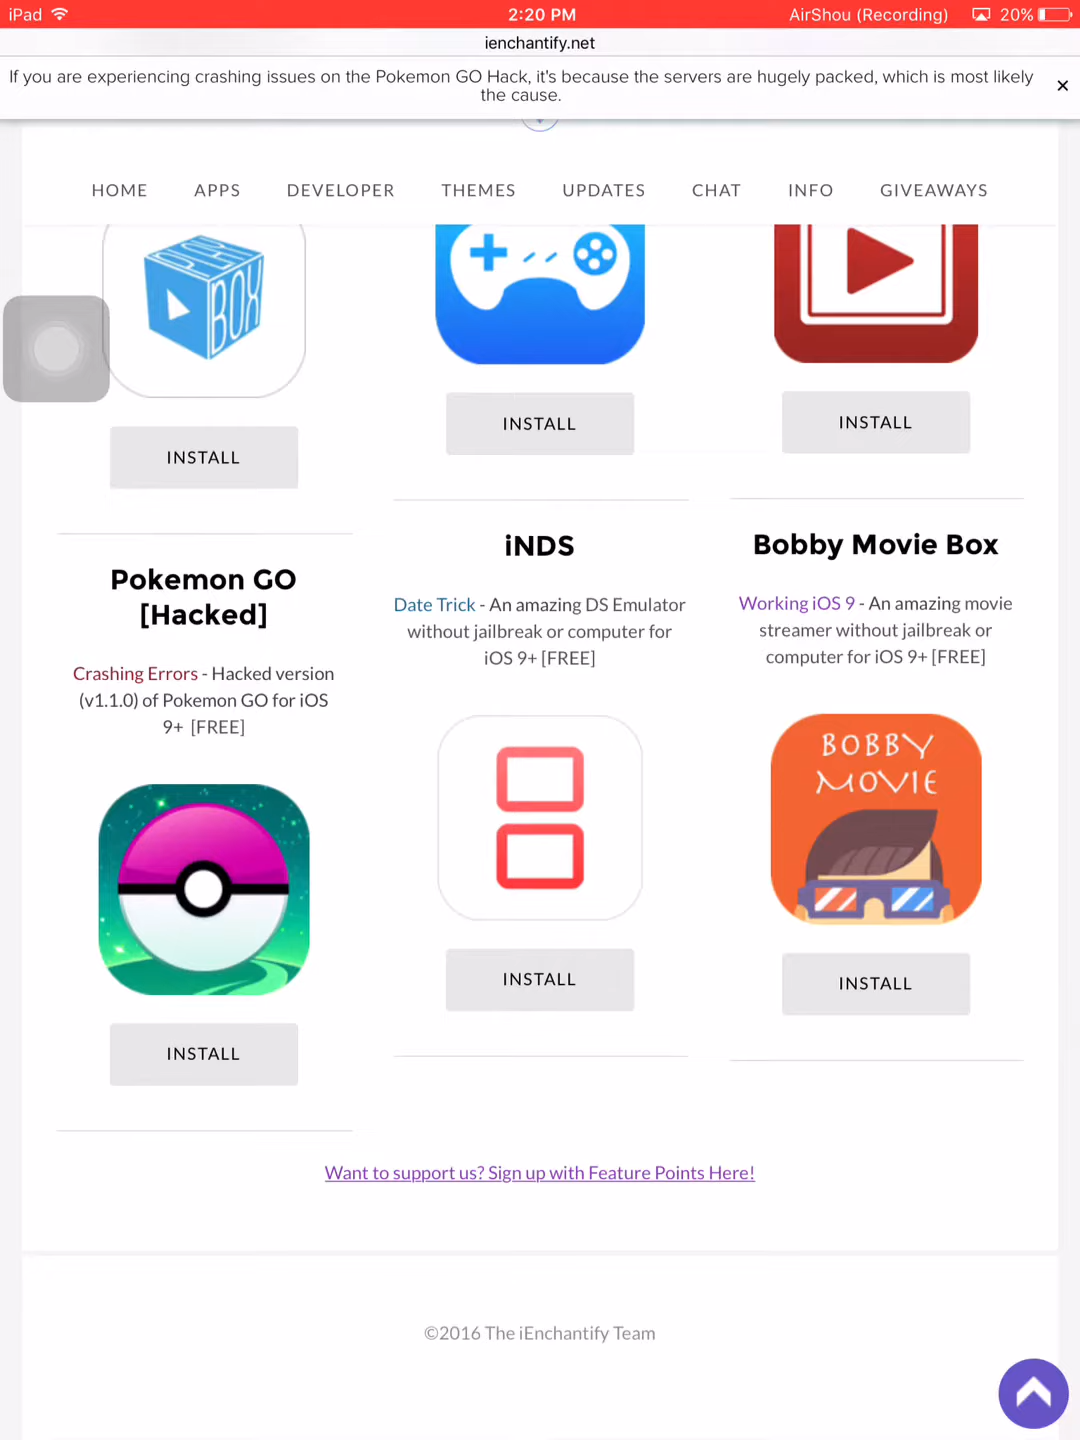 iPad
2:20 PM
AirShou (Recording)
20%
ienchantify.net
If you are experiencing crashing issues on the Pokemon GO Hack, it's because the servers are hugely packed, which is most likely
the cause.
HOME APPS DEVELOPER THEMES UPDATES CHAT INFO GIVEAWAYS
BOX
INSTALL
INSTALL
INSTALL
Pokemon GO
[Hacked]
Crashing Errors - Hacked version
(v1.1.0) of Pokemon GO for iOS
9+ [FREE]
INSTALL
iNDS
Date Trick - An amazing DS Emulator
without jailbreak or computer for
iOS 9+ [FREE]
INSTALL
Bobby Movie Box
Working iOS 9 - An amazing movie
streamer without jailbreak or
computer for iOS 9+ [FREE]
BOBBY
MOVIE
INSTALL
Want to support us? Sign up with Feature Points Here!
©2016 The iEnchantify Team